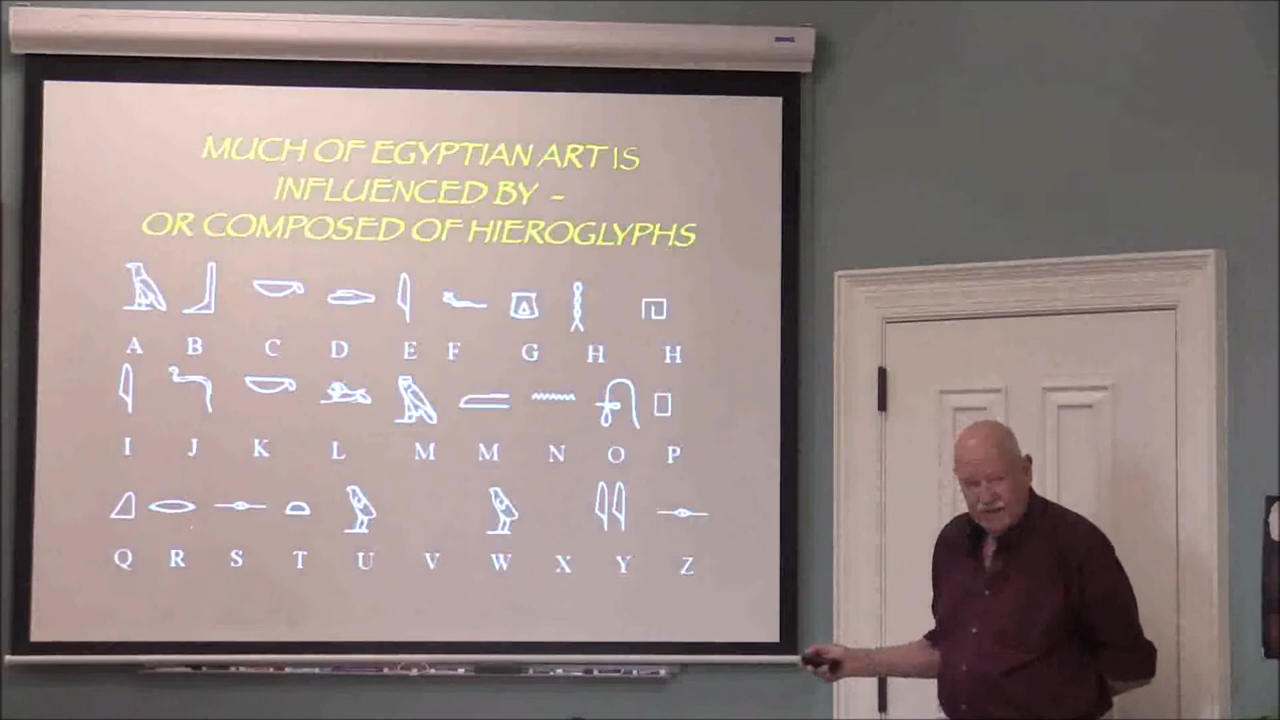 MUCH OF EGYPTIAN ART IS
INFLUENCED BY -
OR COMPOSED OF HIEROGLYPHS
A B C D E F G H H
I J K L M M N O P
Q R S T U V W X Y Z